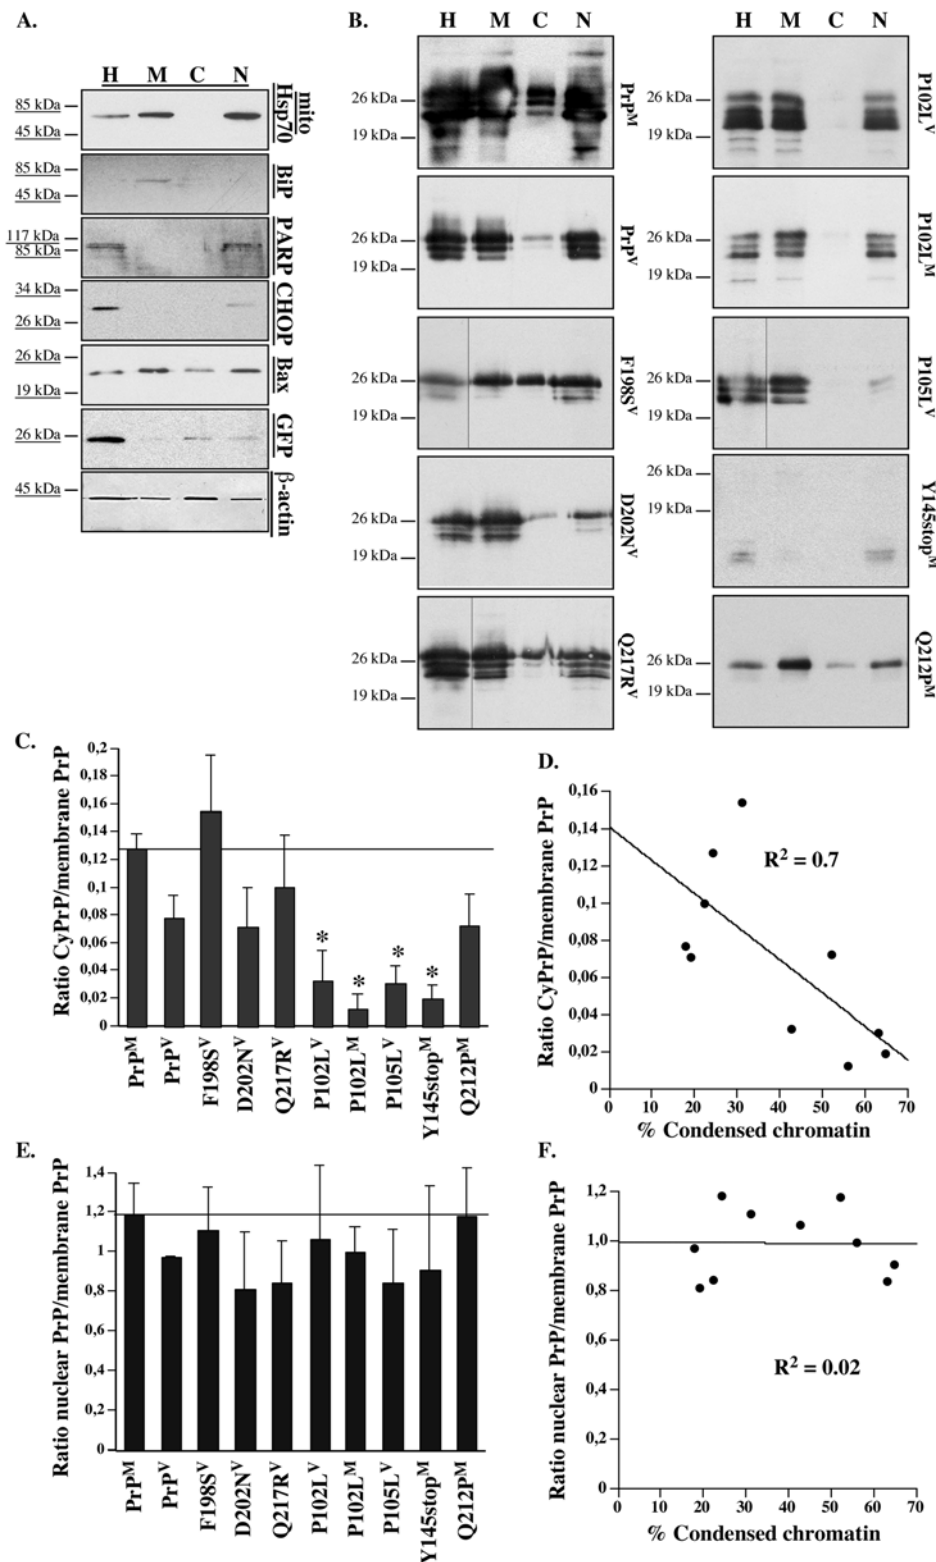 A.
H M C N
85 kDa
45 kDa
mito
Hsp70
85 kDa
45 kDa
BiP
117 kDa
85 kDa
PARP
34 kDa
26 kDa
CHOP
26 kDa
19 kDa
Bax
26 kDa
GFP
45 kDa
β-actin
B.
H M C N
26 kDa
19 kDa
PrPM
26 kDa
19 kDa
PrPV
26 kDa
19 kDa
F198SV
26 kDa
19 kDa
D202NV
26 kDa
19 kDa
Q217RV
H M C N
26 kDa
19 kDa
P102LV
26 kDa
19 kDa
P102LM
26 kDa
19 kDa
P105LV
26 kDa
19 kDa
Y145stopM
26 kDa
19 kDa
Q212PM
C.
Ratio CyPrP/membrane PrP
0,2
0,18
0,16
0,14
0,12
0,1
0,08
0,06
0,04
0,02
0
* * * *
PrPM PrPV F198SV D202NV Q217RV P102LV P102LM P105LV Y145stopM Q212PM
D.
Ratio CyPrP/membrane PrP
0,16
0,14
0,12
0,10
0,08
0,06
0,04
0,02
0
R2 = 0.7
0 10 20 30 40 50 60 70
% Condensed chromatin
E.
Ratio nuclear PrP/membrane PrP
1,4
1,2
1
0,8
0,6
0,4
0,2
0
PrPM PrPV F198SV D202NV Q217RV P102LV P102LM P105LV Y145stopM Q212PM
F.
Ratio nuclear PrP/membrane PrP
1,2
1,0
0,8
0,6
0,4
0,2
0
R2 = 0.02
0 10 20 30 40 50 60 70
% Condensed chromatin